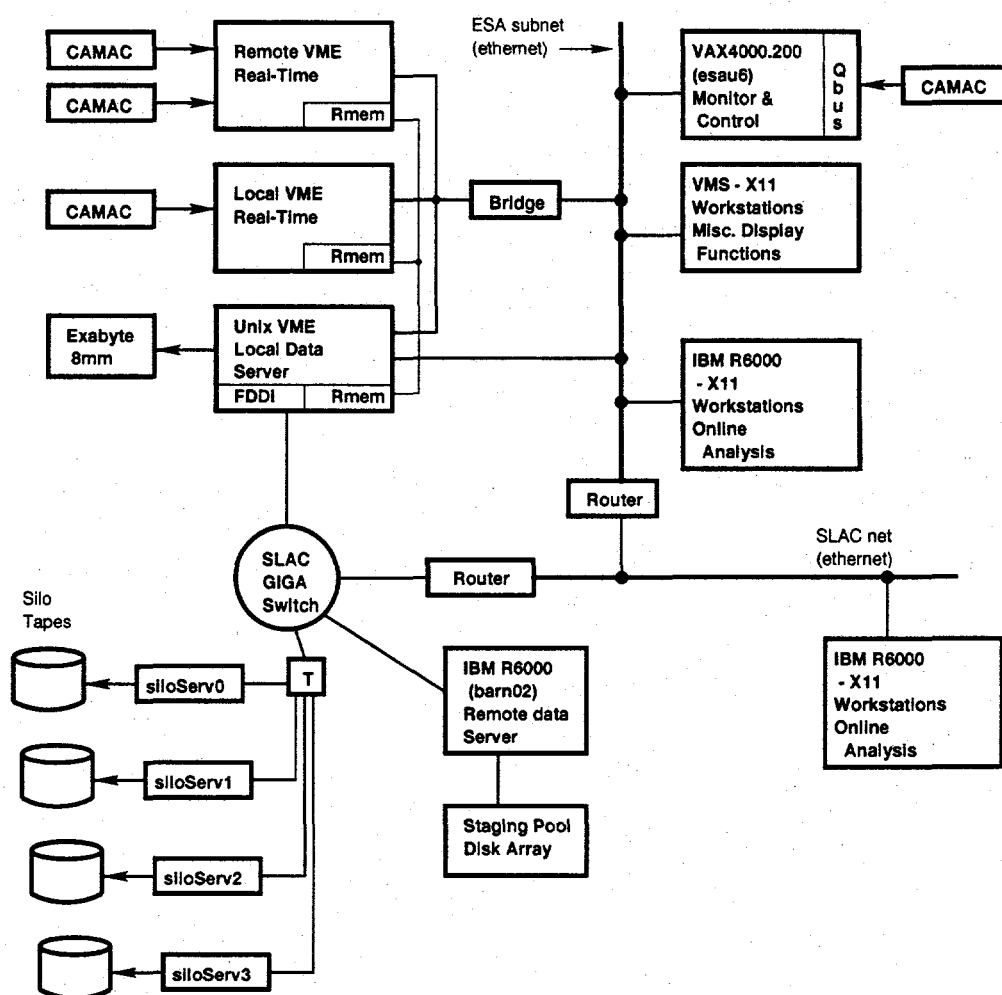 CAMAC
CAMAC
Remote VME
Real-Time
Rmem
ESA subnet
(ethernet)
VAX4000.200
(esau6)
Monitor &
Control
Qbus
CAMAC
CAMAC
Local VME
Real-Time
Rmem
Bridge
VMS - X11
Workstations
Misc. Display
Functions
Exabyte
8mm
Unix VME
Local Data
Server
FDDI
Rmem
IBM R6000
- X11
Workstations
Online
Analysis
Router
SLAC
GIGA
Switch
Router
SLAC net
(ethernet)
Silo
Tapes
T
siloServ0
siloServ1
siloServ2
siloServ3
IBM R6000
(barn02)
Remote data
Server
Staging Pool
Disk Array
IBM R6000
- X11
Workstations
Online
Analysis